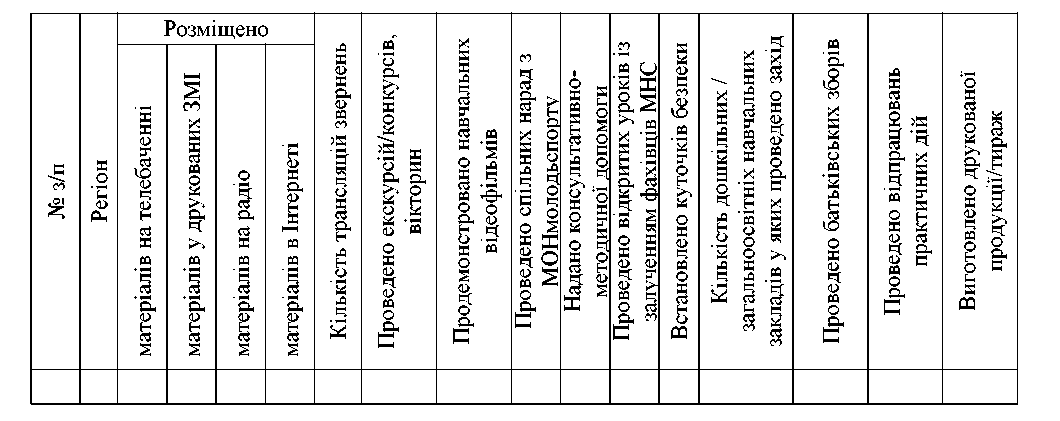 № з/п
Регіон
Розміщено
матеріалів на телебаченні
матеріалів у друкованих ЗМІ
матеріалів на радіо
матеріалів в Інтернеті
Кількість трансляцій звернень
Проведено екскурсій/конкурсів,
вікторин
Продемонстровано навчальних
відеофільмів
Проведено спільних нарад з
МОНмолодьспорту
Надано консультативно-
методичної допомоги
Проведено відкритих уроків із
залученням фахівців МНС
Встановлено куточків безпеки
Кількість дошкільних /
загальноосвітніх навчальних
закладів у яких проведено захід
Проведено батьківських зборів
Проведено відпрацювань
практичних дій
Виготовлено друкованої
продукції/тираж